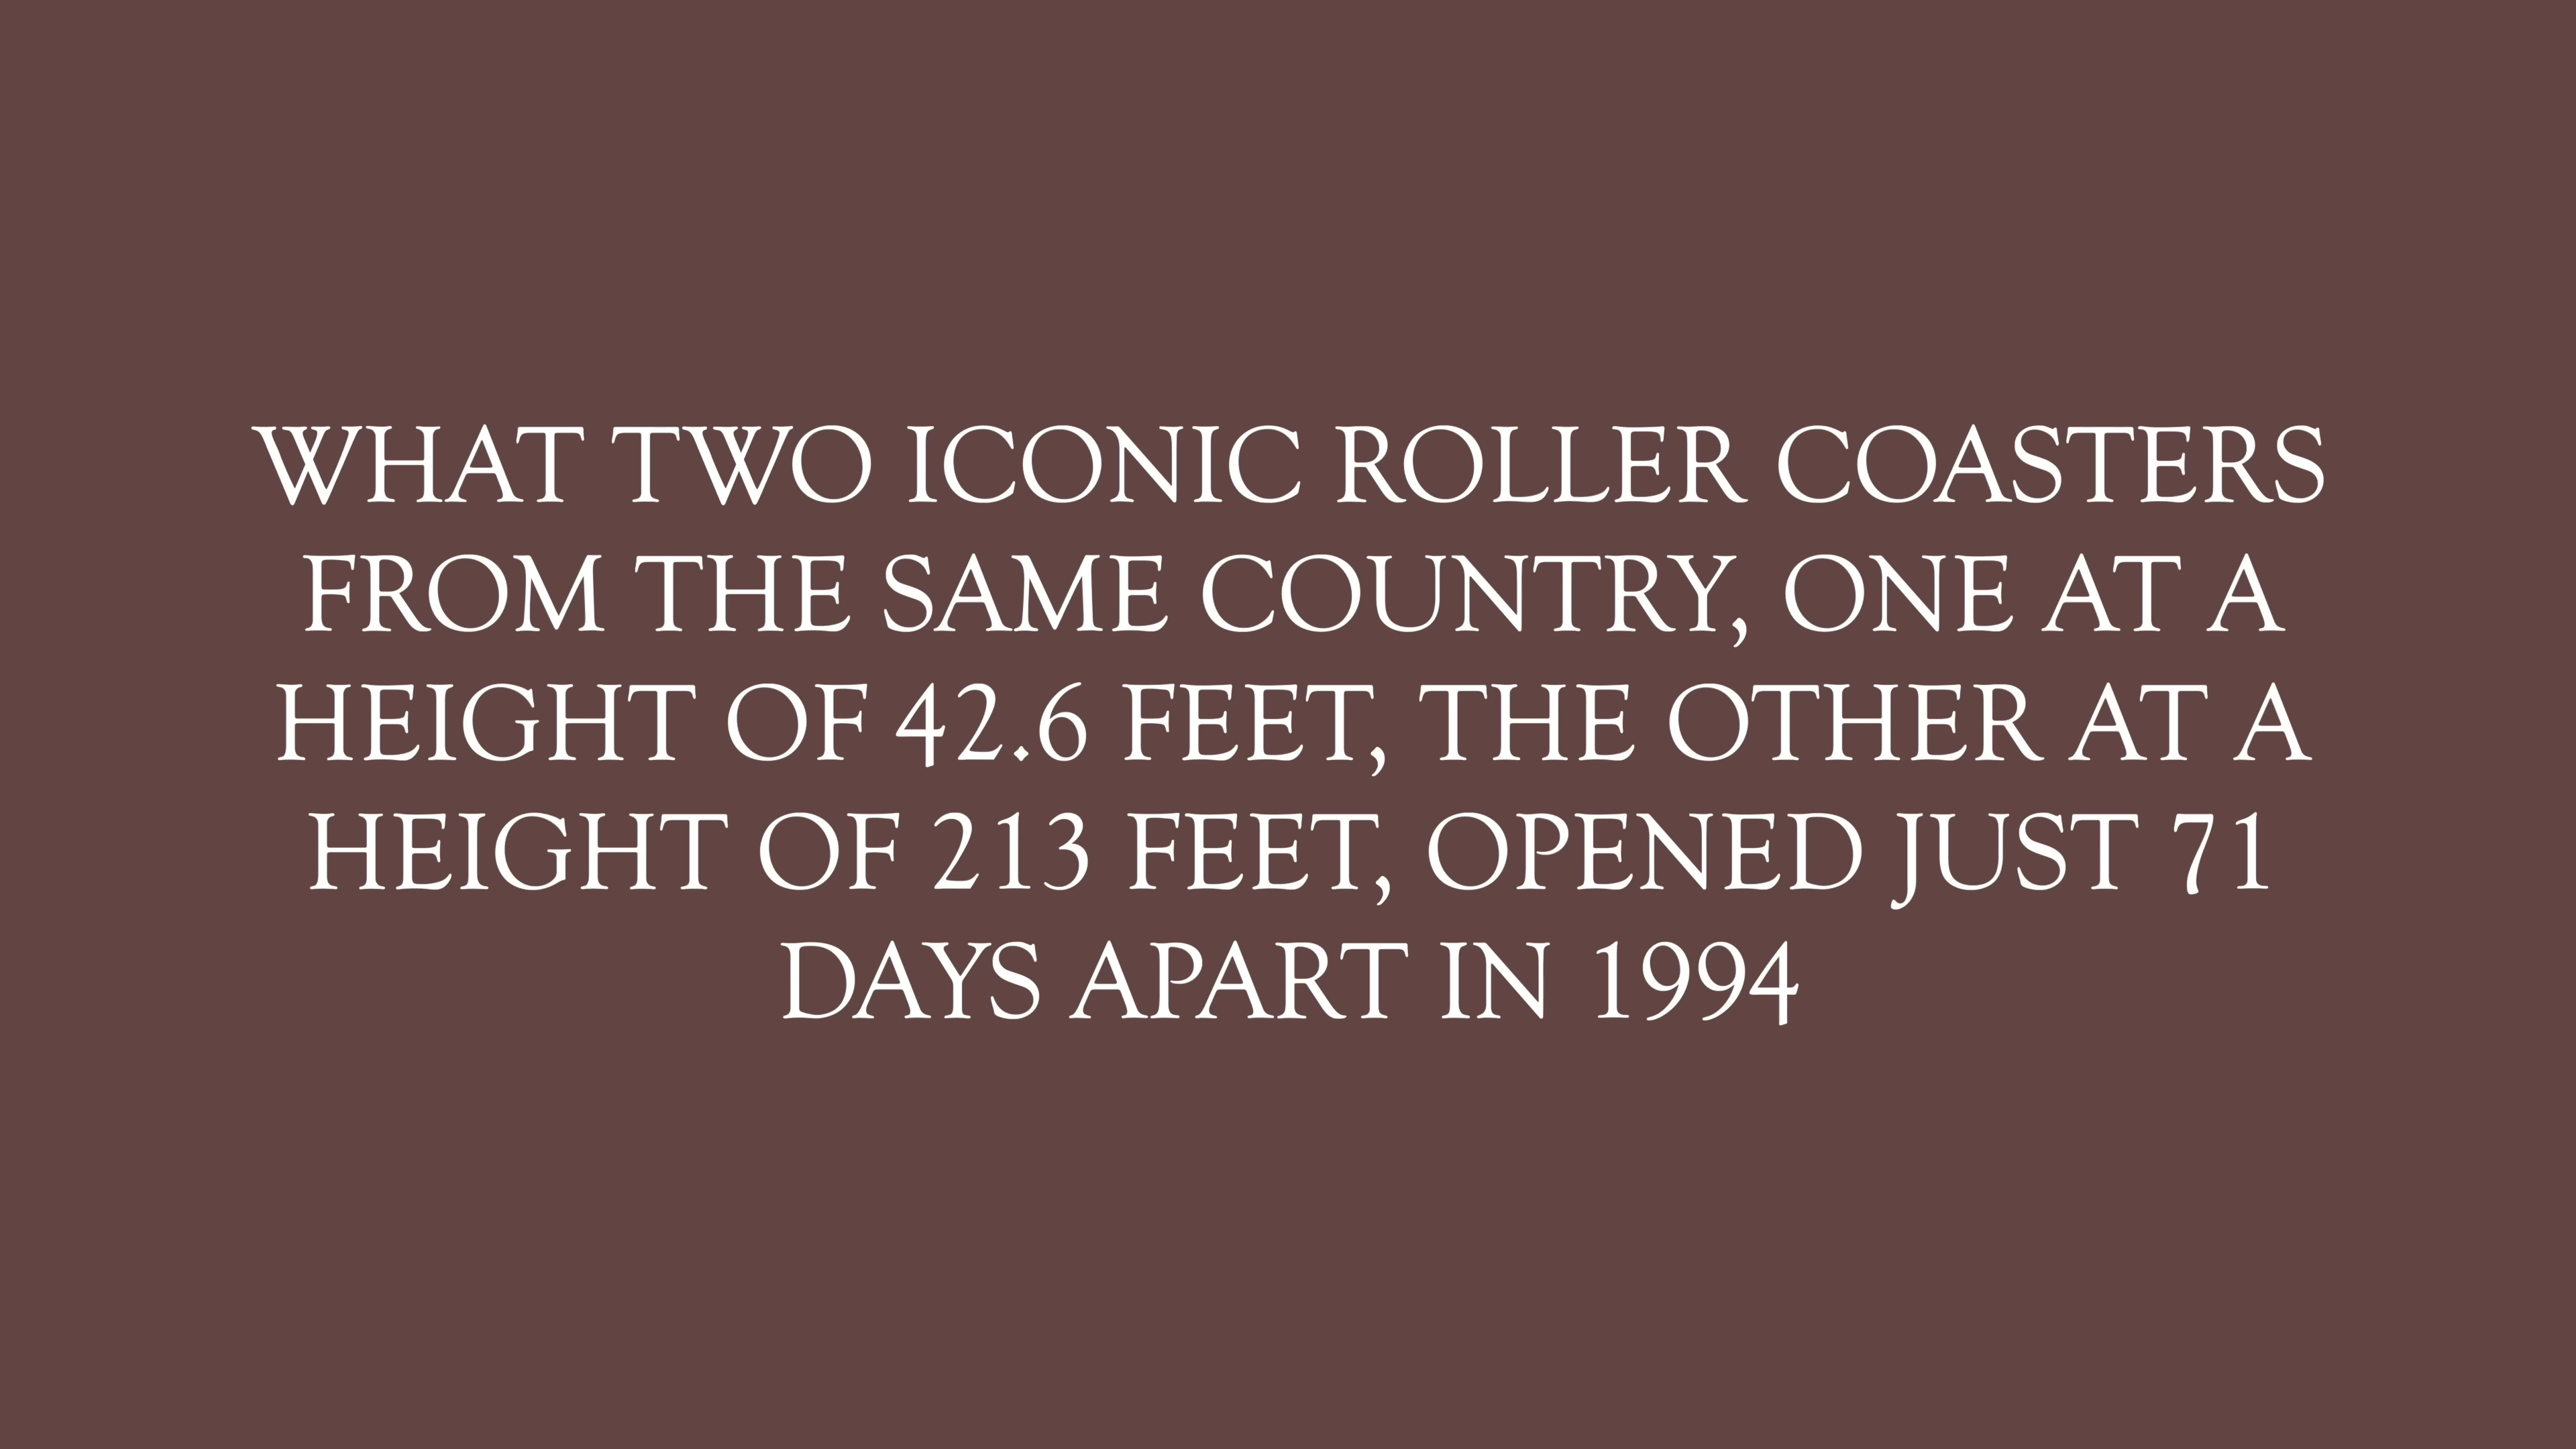 WHAT TWO ICONIC ROLLER COASTERS
FROM THE SAME COUNTRY, ONE AT A
HEIGHT OF 42.6 FEET, THE OTHER AT A
HEIGHT OF 213 FEET, OPENED JUST 71
DAYS APART IN 1994